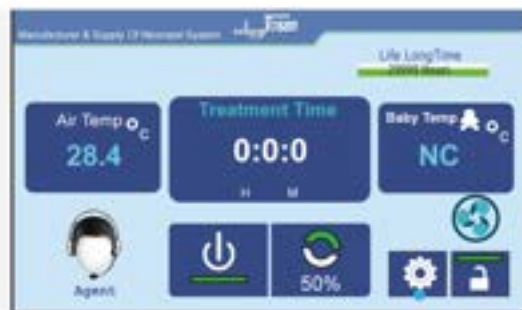 Manufacturer & Supply Of Neonatal System
Life LongTime
20000 Hours
Air Temp °C
28.4
Treatment Time
0:0:0
H M
Baby Temp °C
NC
Agent
50%